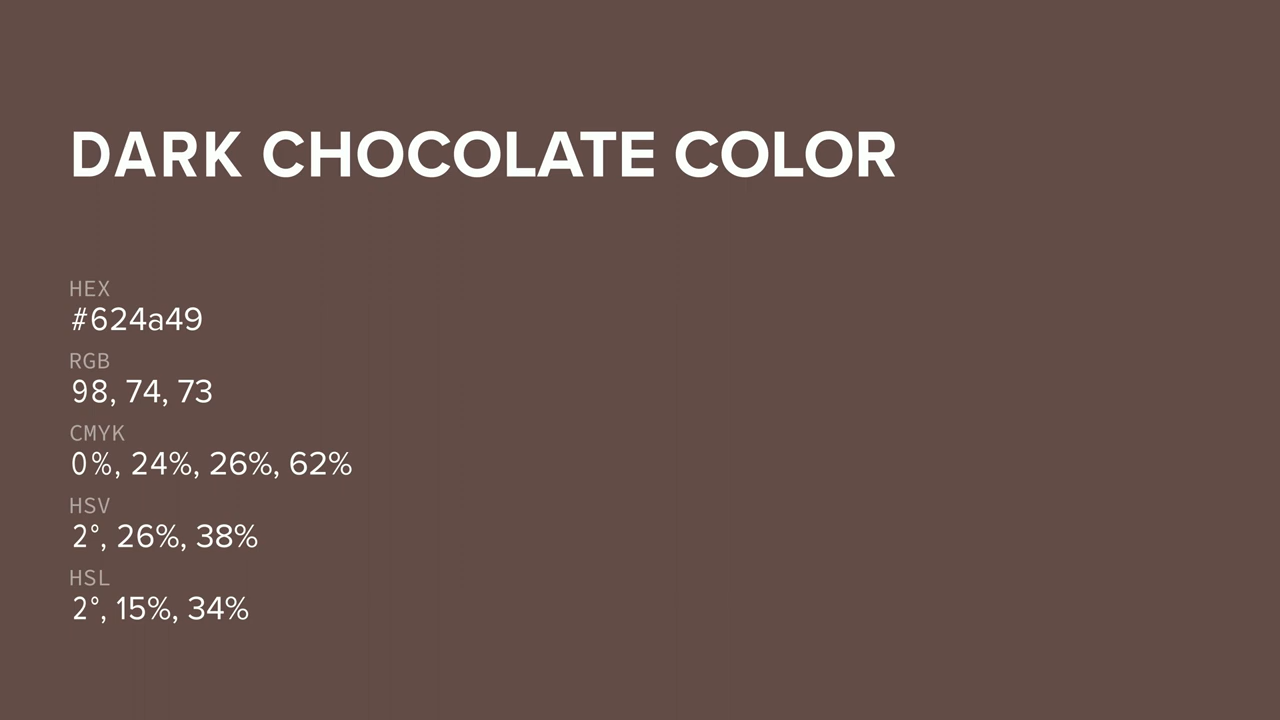 DARK CHOCOLATE COLOR
HEX
#624a49
RGB
98, 74, 73
CMYK
0%, 24%, 26%, 62%
HSV
2°, 26%, 38%
HSL
2°, 15%, 34%